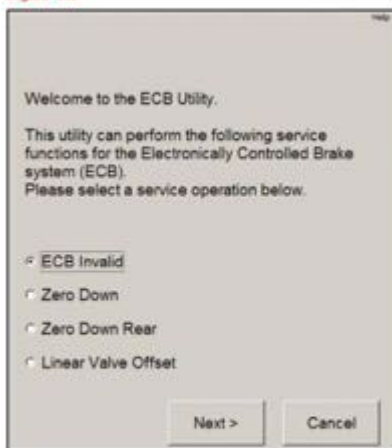 Help
Welcome to the ECB Utility.
This utility can perform the following service
functions for the Electronically Controlled Brake
system (ECB).
Please select a service operation below.
ECB Invalid
Zero Down
Zero Down Rear
Linear Valve Offset
Next >
Cancel